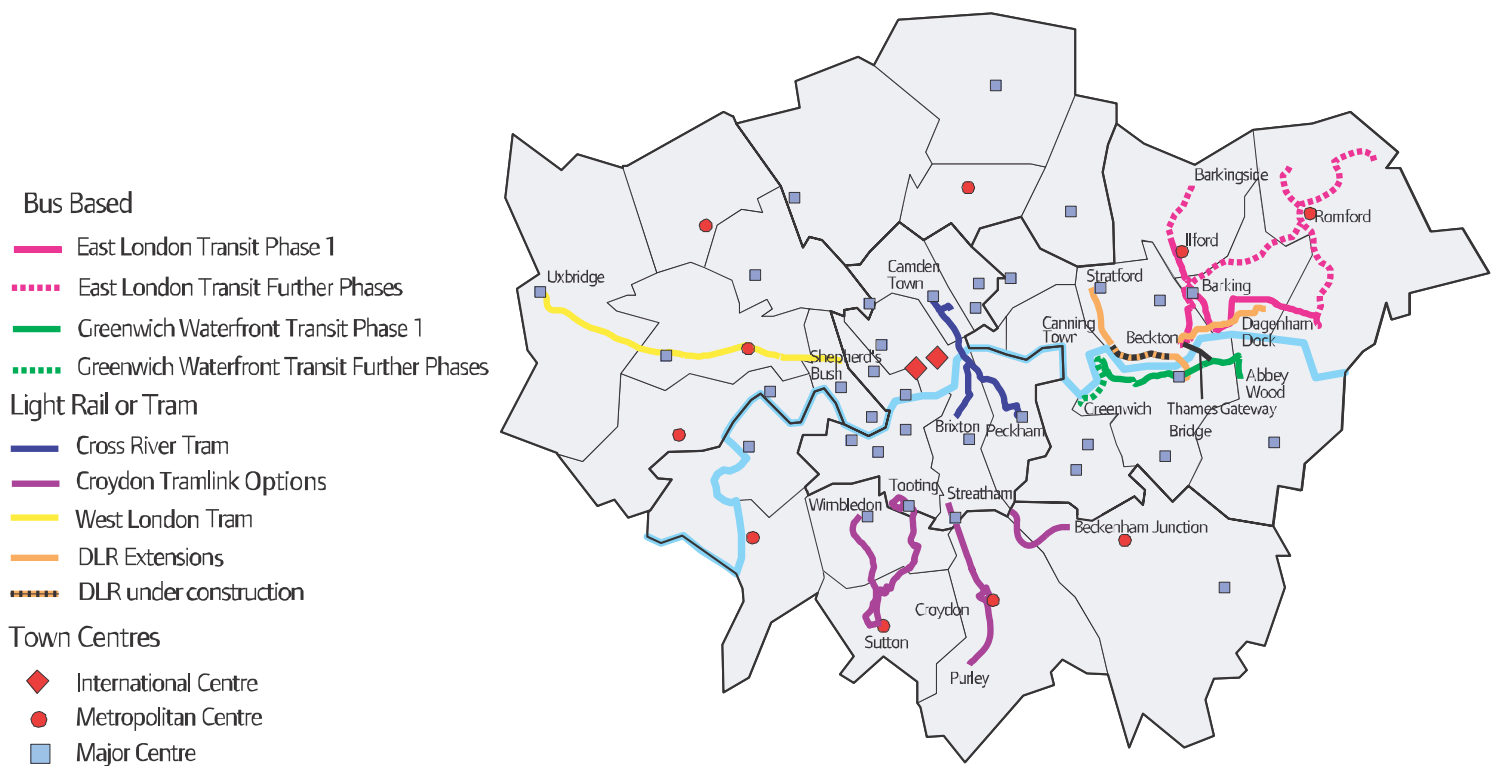 Bus Based
East London Transit Phase 1
East London Transit Further Phases
Greenwich Waterfront Transit Phase 1
Greenwich Waterfront Transit Further Phases
Light Rail or Tram
Cross River Tram
Croydon Tramlink Options
West London Tram
DLR Extensions
DLR under construction
Town Centres
International Centre
Metropolitan Centre
Major Centre
Barkingside
Romford
Ilford
Uxbridge
Camden
Town
Stratford
Barking
Canning
Town
Beckton
Dagenham
Dock
Shepherd's
Bush
Abbey
Wood
Greenwich
Thames Gateway
Bridge
Brixton
Peckham
Tooting
Streatham
Wimbledon
Beckenham Junction
Croydon
Sutton
Purley